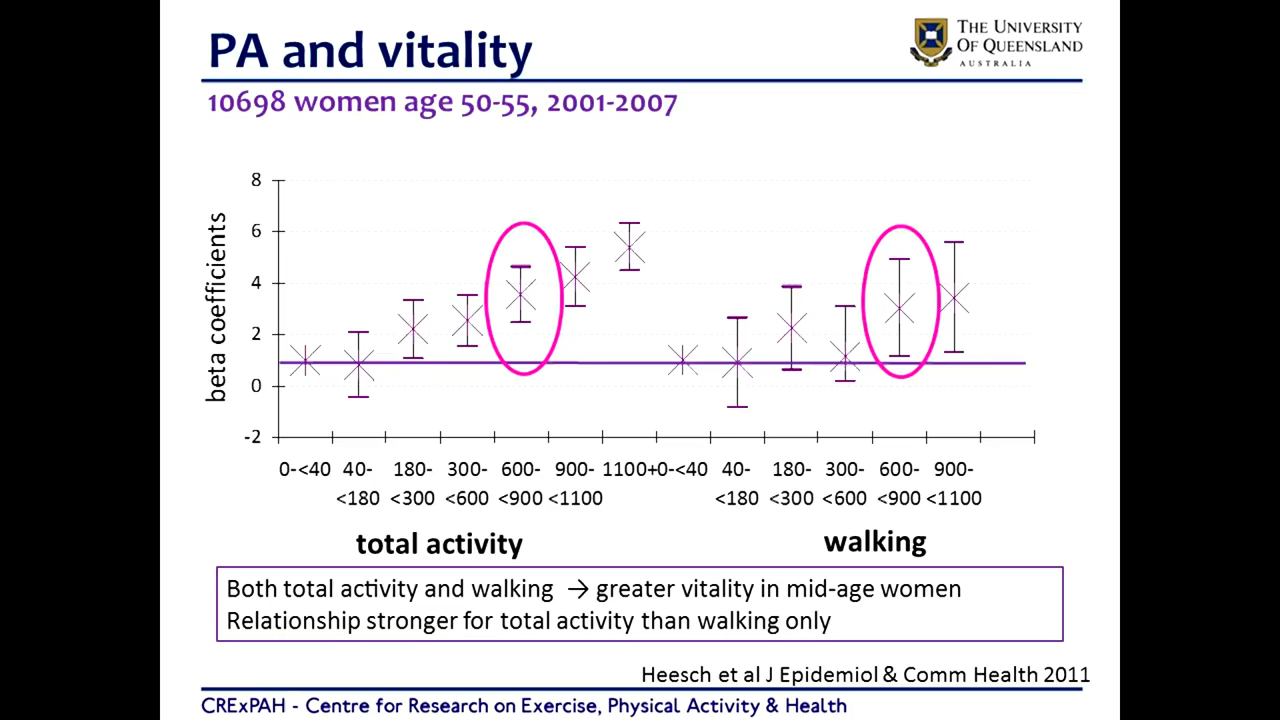 PA and vitality
THE UNIVERSITY
OF QUEENSLAND
AUSTRALIA
10698 women age 50-55, 2001-2007
beta coefficients
8
6
4
2
0
-2
0-<40 40- 180- 300- 600- 900- 1100+ 0-<40 40- 180- 300- 600- 900-
<180 <300 <600 <900 <1100 <180 <300 <600 <900 <1100
total activity walking
Both total activity and walking → greater vitality in mid-age women
Relationship stronger for total activity than walking only
Heesch et al J Epidemiol & Comm Health 2011
CRExPAH - Centre for Research on Exercise, Physical Activity & Health